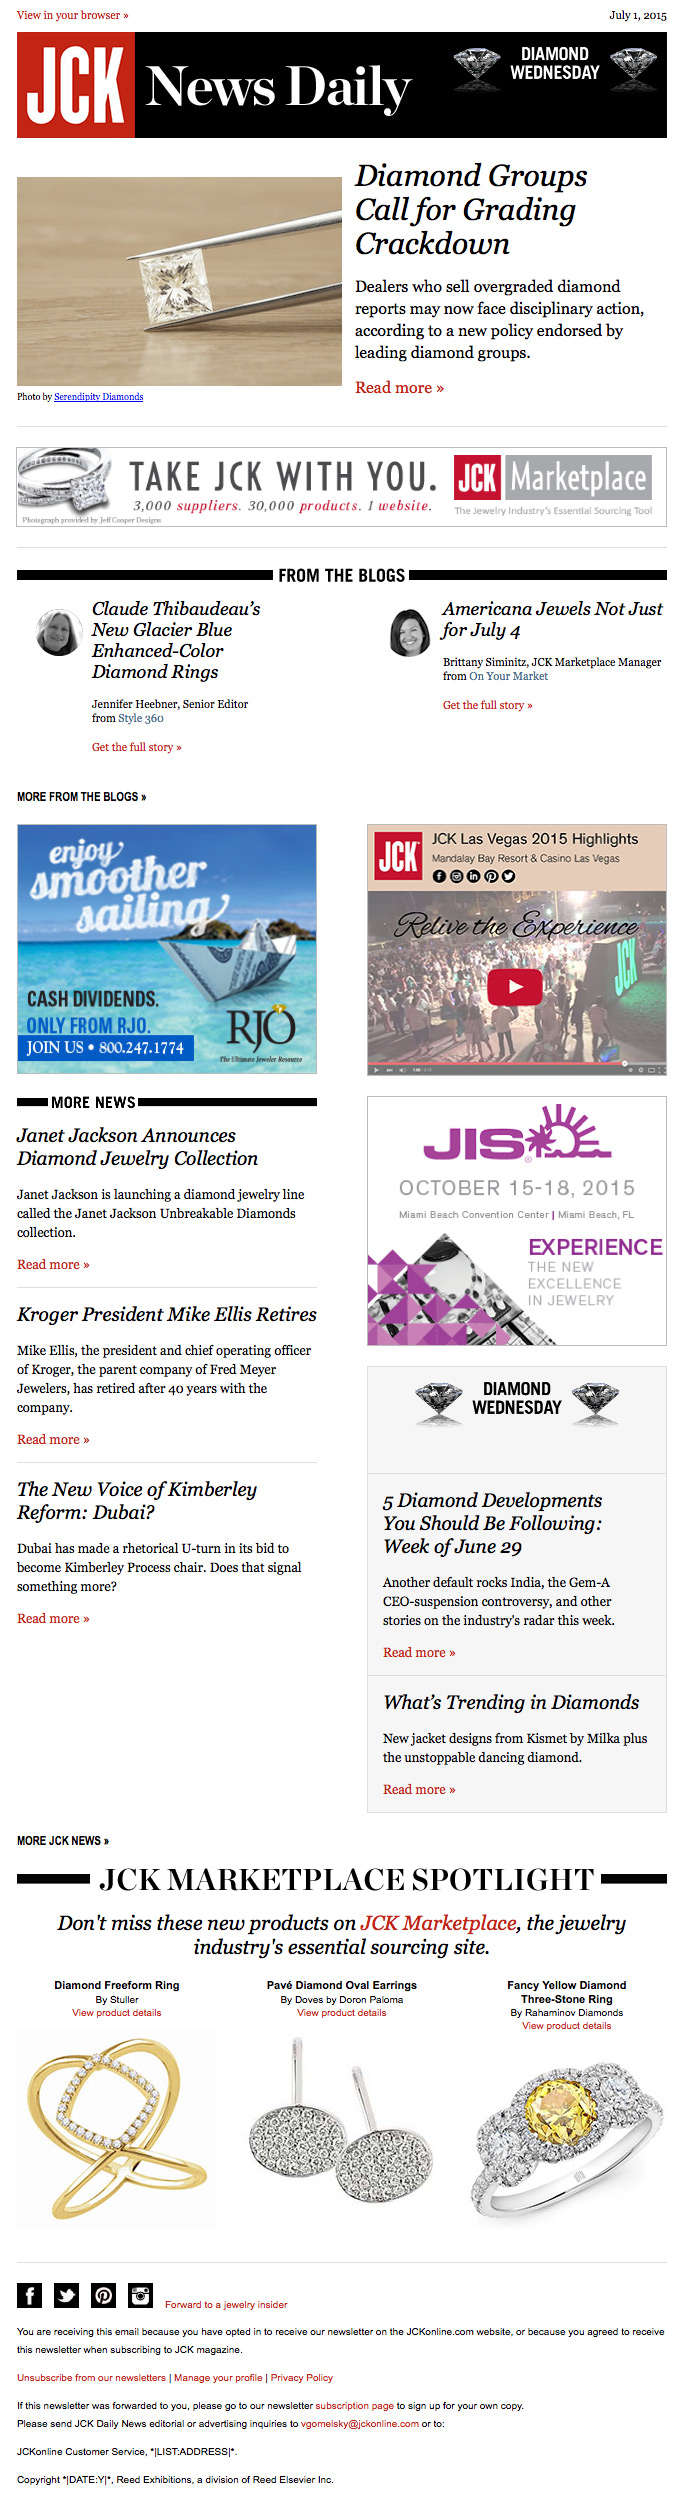 View in your browser »
July 1, 2015
JCK News Daily
DIAMOND
WEDNESDAY
Diamond Groups
Call for Grading
Crackdown
Dealers who sell overgraded diamond
reports may now face disciplinary action,
according to a new policy endorsed by
leading diamond groups.
Read more »
Photo by Serendipity Diamonds
TAKE JCK WITH YOU.
3,000 suppliers. 30,000 products. 1 website.
Photograph provided by Jeff Cooper Designs
JCK Marketplace
The Jewelry Industry's Essential Sourcing Tool
FROM THE BLOGS
Claude Thibaudeau's
New Glacier Blue
Enhanced-Color
Diamond Rings
Jennifer Heebner, Senior Editor
from Style 360
Get the full story »
Americana Jewels Not Just
for July 4
Brittany Siminitz, JCK Marketplace Manager
from On Your Market
Get the full story »
MORE FROM THE BLOGS »
enjoy
smoother
sailing
CASH DIVIDENDS.
ONLY FROM RJO.
JOIN US • 800.247.1774
RJO
The Ultimate Jeweler Resource
JCK
JCK Las Vegas 2015 Highlights
Mandalay Bay Resort & Casino Las Vegas
Relive the Experience
JCK
MORE NEWS
Janet Jackson Announces
Diamond Jewelry Collection
Janet Jackson is launching a diamond jewelry line
called the Janet Jackson Unbreakable Diamonds
collection.
Read more »
Kroger President Mike Ellis Retires
Mike Ellis, the president and chief operating officer
of Kroger, the parent company of Fred Meyer
Jewelers, has retired after 40 years with the
company.
Read more »
The New Voice of Kimberley
Reform: Dubai?
Dubai has made a rhetorical U-turn in its bid to
become Kimberley Process chair. Does that signal
something more?
Read more »
JIS
OCTOBER 15-18, 2015
Miami Beach Convention Center | Miami Beach, FL
EXPERIENCE
THE NEW
EXCELLENCE
IN JEWELRY
DIAMOND
WEDNESDAY
5 Diamond Developments
You Should Be Following:
Week of June 29
Another default rocks India, the Gem-A
CEO-suspension controversy, and other
stories on the industry's radar this week.
Read more »
What's Trending in Diamonds
New jacket designs from Kismet by Milka plus
the unstoppable dancing diamond.
Read more »
MORE JCK NEWS »
JCK MARKETPLACE SPOTLIGHT
Don't miss these new products on JCK Marketplace, the jewelry
industry's essential sourcing site.
Diamond Freeform Ring
By Stuller
View product details
Pavé Diamond Oval Earrings
By Doves by Doron Paloma
View product details
Fancy Yellow Diamond
Three-Stone Ring
By Rahaminov Diamonds
View product details
Forward to a jewelry insider
You are receiving this email because you have opted in to receive our newsletter on the JCKonline.com website, or because you agreed to receive
this newsletter when subscribing to JCK magazine.
Unsubscribe from our newsletters | Manage your profile | Privacy Policy
If this newsletter was forwarded to you, please go to our newsletter subscription page to sign up for your own copy.
Please send JCK Daily News editorial or advertising inquiries to vgomelsky@jckonline.com or to:
JCKonline Customer Service, *|LIST:ADDRESS|*.
Copyright *|DATE:Y|*, Reed Exhibitions, a division of Reed Elsevier Inc.